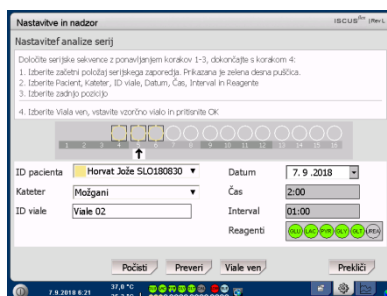 Nastavitve in nadzor ISCUSflex |Rev L
Nastavitef analize serij
Določite serijske sekvence z ponavljanjem korakov 1-3, dokončajte s korakom 4:
1. Izberite začetni položaj serijskega zaporedja. Prikazana je zelena desna puščica.
2. Izberite Pacient, Kateter, ID viale, Datum, Čas, Interval in Reagente
3. Izberite zadnjo pozicijo
4. Izberite Viala ven, vstavite vzorčno vialo in pritisnite OK
1 2 3 4 5 6 7 8 9 10 11 12 13 14 15 16
ID pacienta Horvat Jože SLO180830 Datum 7. 9 .2018
Kateter Možgani Čas 2:00
ID viale Viale 02 Interval 01:00
Reagenti GLU LAC PYR GLY GLT UREA
Počisti Preveri Viale ven Prekliči
7.9.2018 6:21 37,0 °C